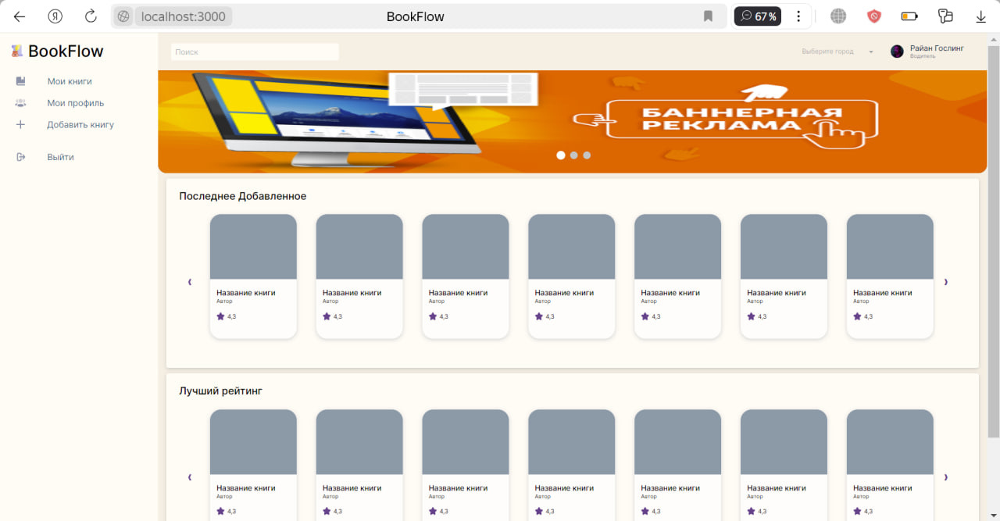 localhost:3000
BookFlow
67%
BookFlow
Поиск
Выберите город
Райан Гослинг
Водитель
Мои книги
Мои профиль
Добавить книгу
Выйти
БАННЕРНАЯ
РЕКЛАМА
Последнее Добавленное
Название книги
Автор
4,3
Название книги
Автор
4,3
Название книги
Автор
4,3
Название книги
Автор
4,3
Название книги
Автор
4,3
Название книги
Автор
4,3
Название книги
Автор
4,3
Лучший рейтинг
Название книги
Автор
4,3
Название книги
Автор
4,3
Название книги
Автор
4,3
Название книги
Автор
4,3
Название книги
Автор
4,3
Название книги
Автор
4,3
Название книги
Автор
4,3